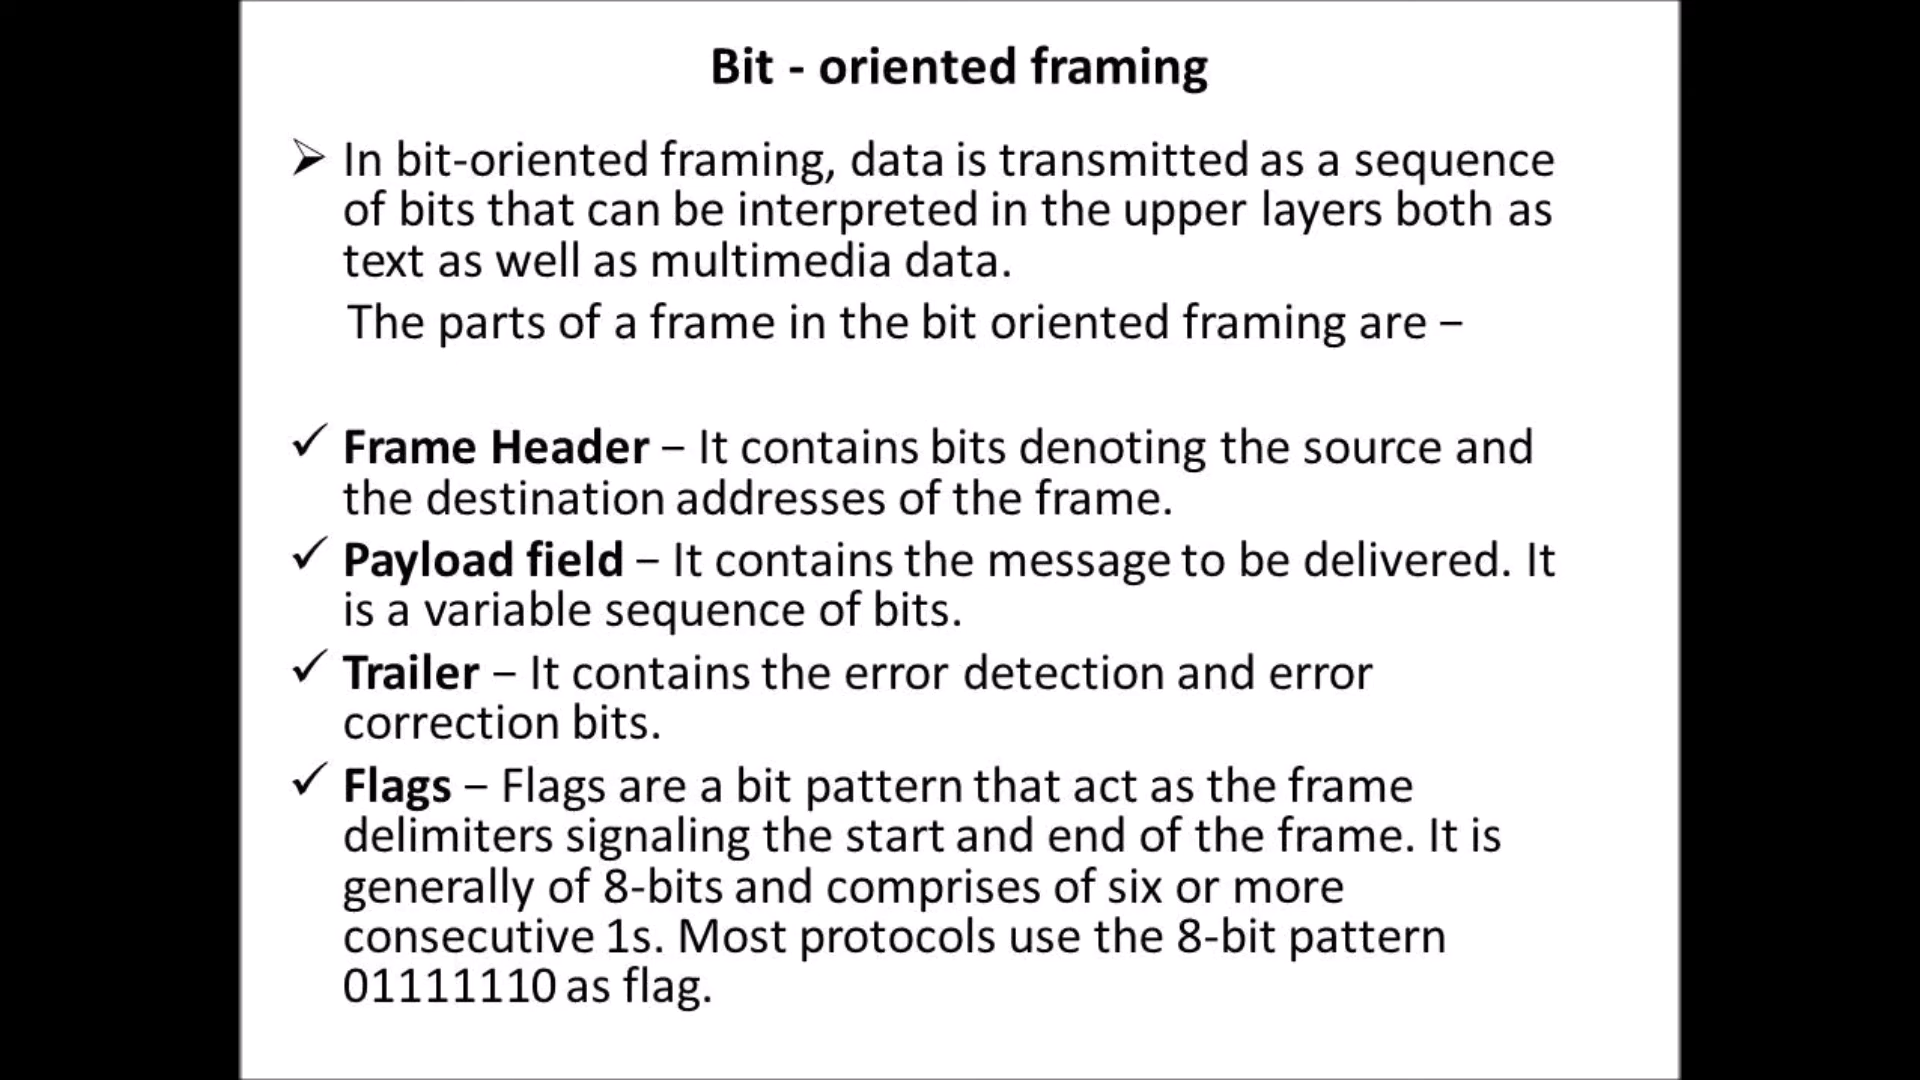 Bit - oriented framing
➢ In bit-oriented framing, data is transmitted as a sequence
of bits that can be interpreted in the upper layers both as
text as well as multimedia data.
The parts of a frame in the bit oriented framing are −
✓ Frame Header − It contains bits denoting the source and
the destination addresses of the frame.
✓ Payload field − It contains the message to be delivered. It
is a variable sequence of bits.
✓ Trailer − It contains the error detection and error
correction bits.
✓ Flags − Flags are a bit pattern that act as the frame
delimiters signaling the start and end of the frame. It is
generally of 8-bits and comprises of six or more
consecutive 1s. Most protocols use the 8-bit pattern
01111110 as flag.